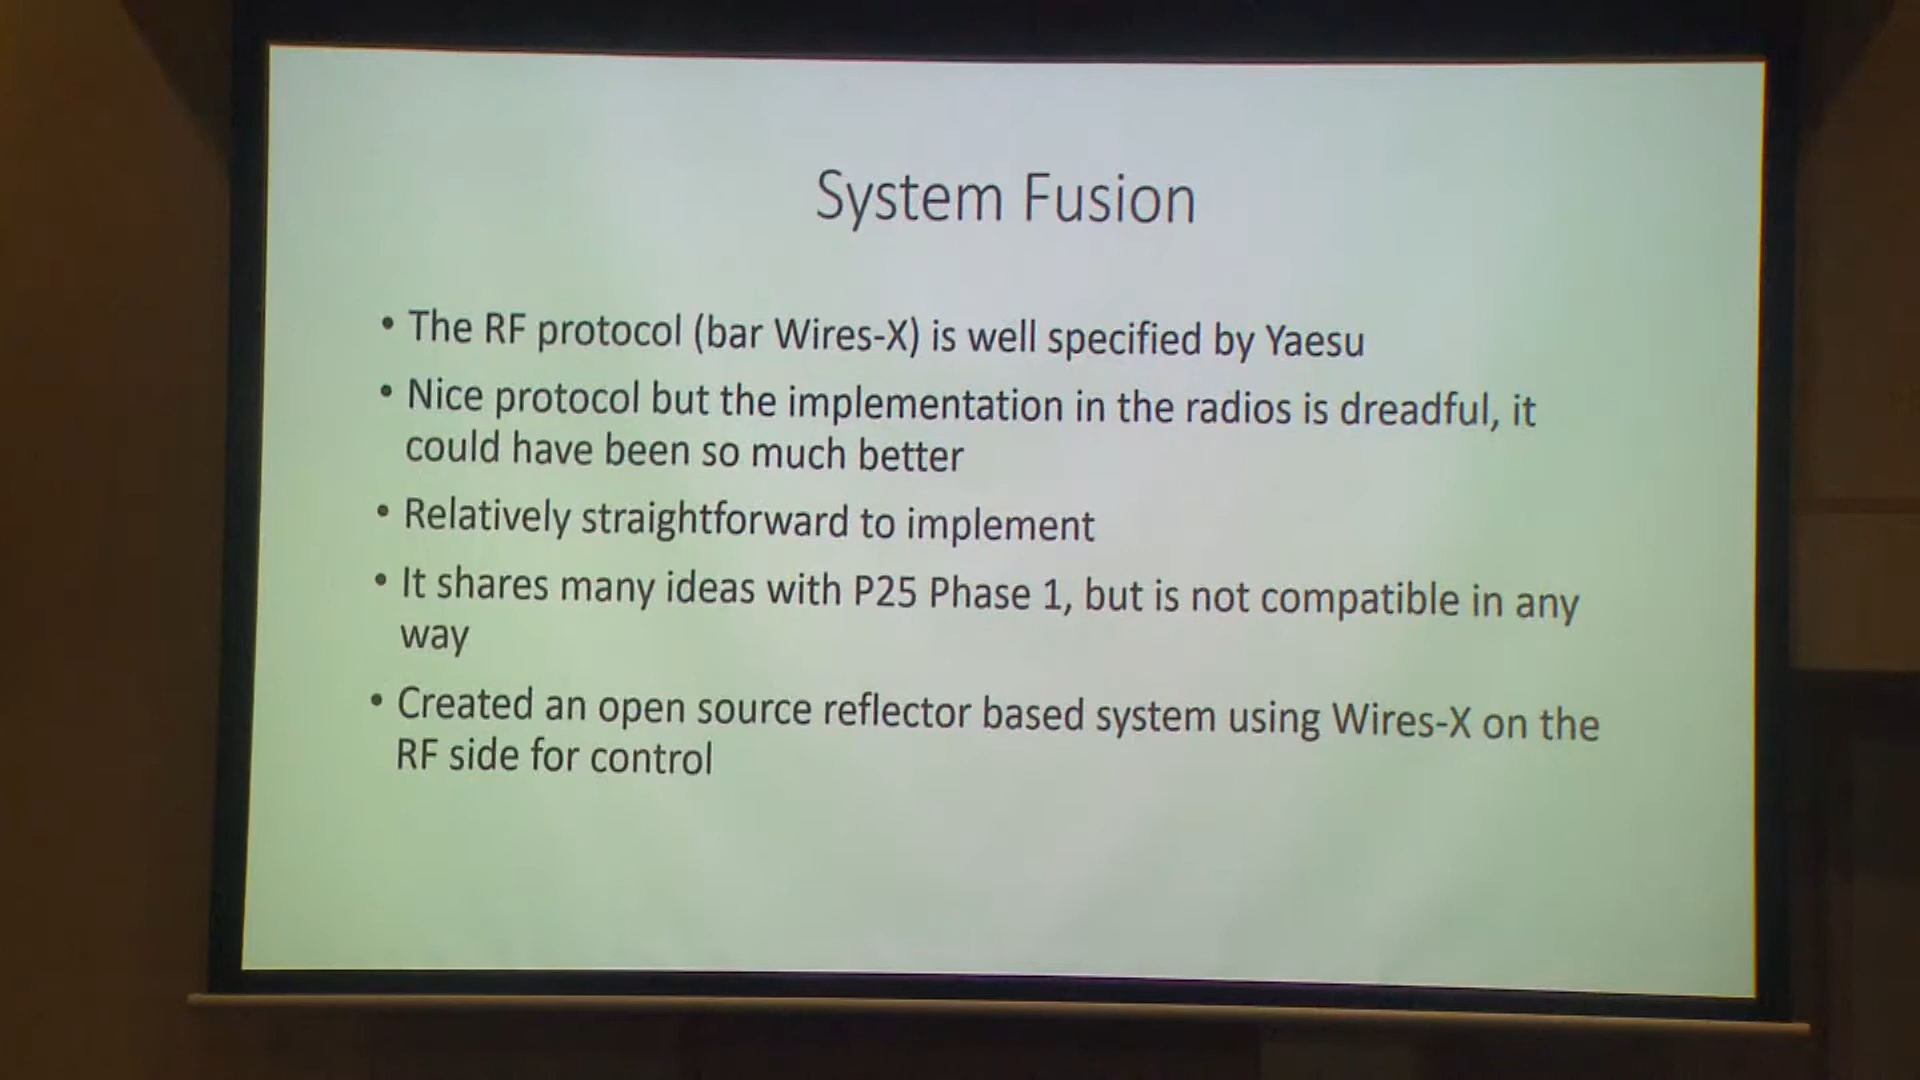 System Fusion
• The RF protocol (bar Wires-X) is well specified by Yaesu
• Nice protocol but the implementation in the radios is dreadful, it
could have been so much better
• Relatively straightforward to implement
• It shares many ideas with P25 Phase 1, but is not compatible in any
way
• Created an open source reflector based system using Wires-X on the
RF side for control